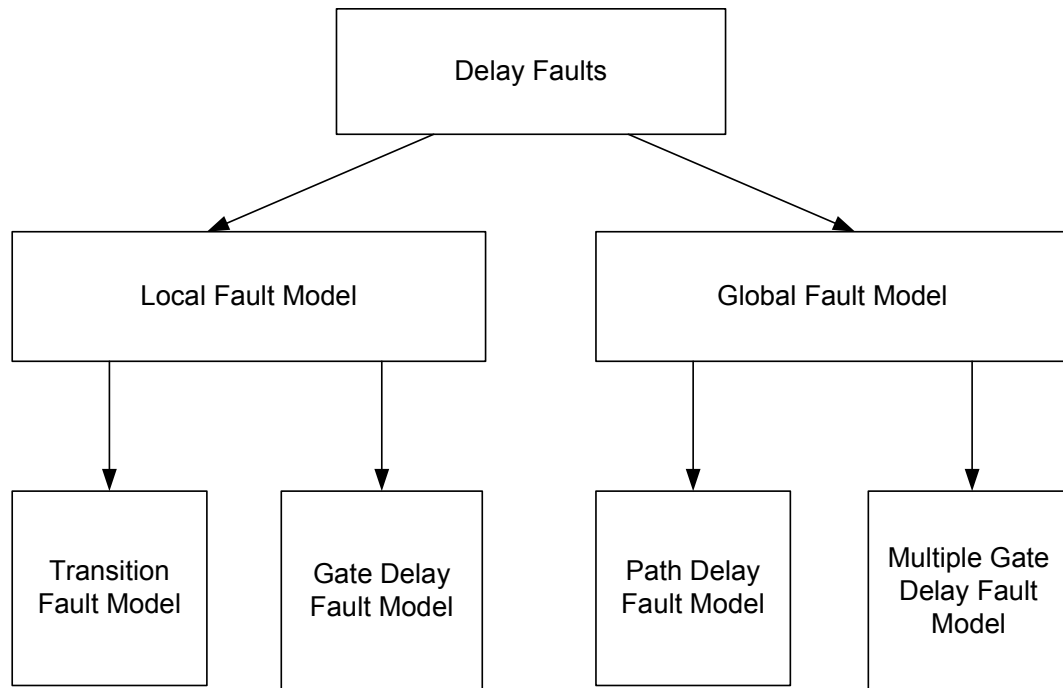 Delay Faults
Local Fault Model
Global Fault Model
Transition
Fault Model
Gate Delay
Fault Model
Path Delay
Fault Model
Multiple Gate
Delay Fault
Model